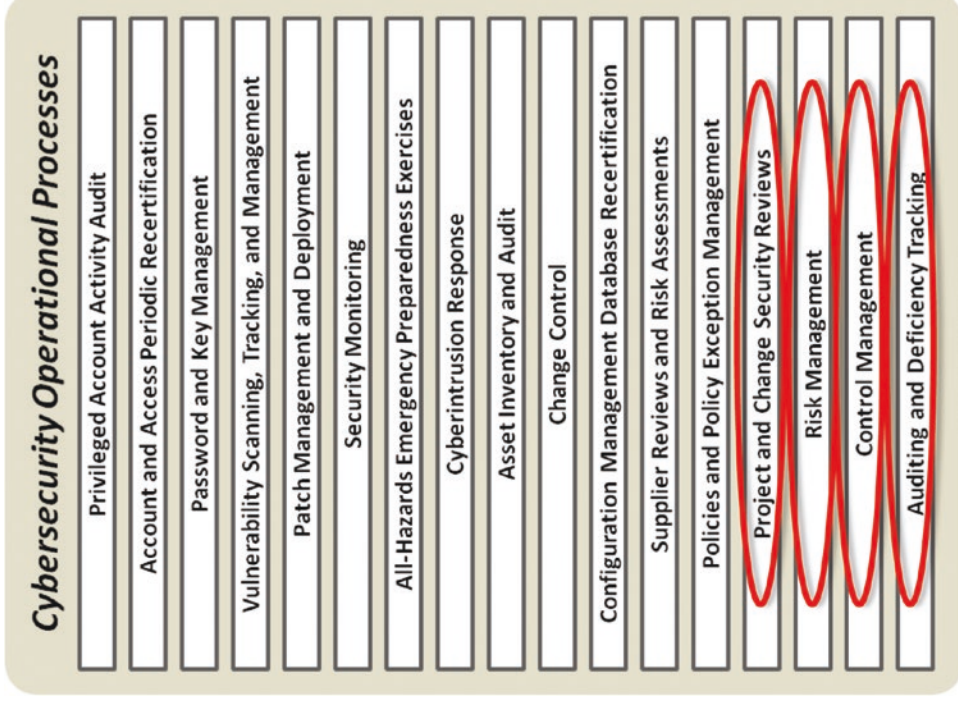 Cybersecurity Operational Processes
Privileged Account Activity Audit
Account and Access Periodic Recertification
Password and Key Management
Vulnerability Scanning, Tracking, and Management
Patch Management and Deployment
Security Monitoring
All-Hazards Emergency Preparedness Exercises
Cyberintrusion Response
Asset Inventory and Audit
Change Control
Configuration Management Database Recertification
Supplier Reviews and Risk Assessments
Policies and Policy Exception Management
Project and Change Security Reviews
Risk Management
Control Management
Auditing and Deficiency Tracking